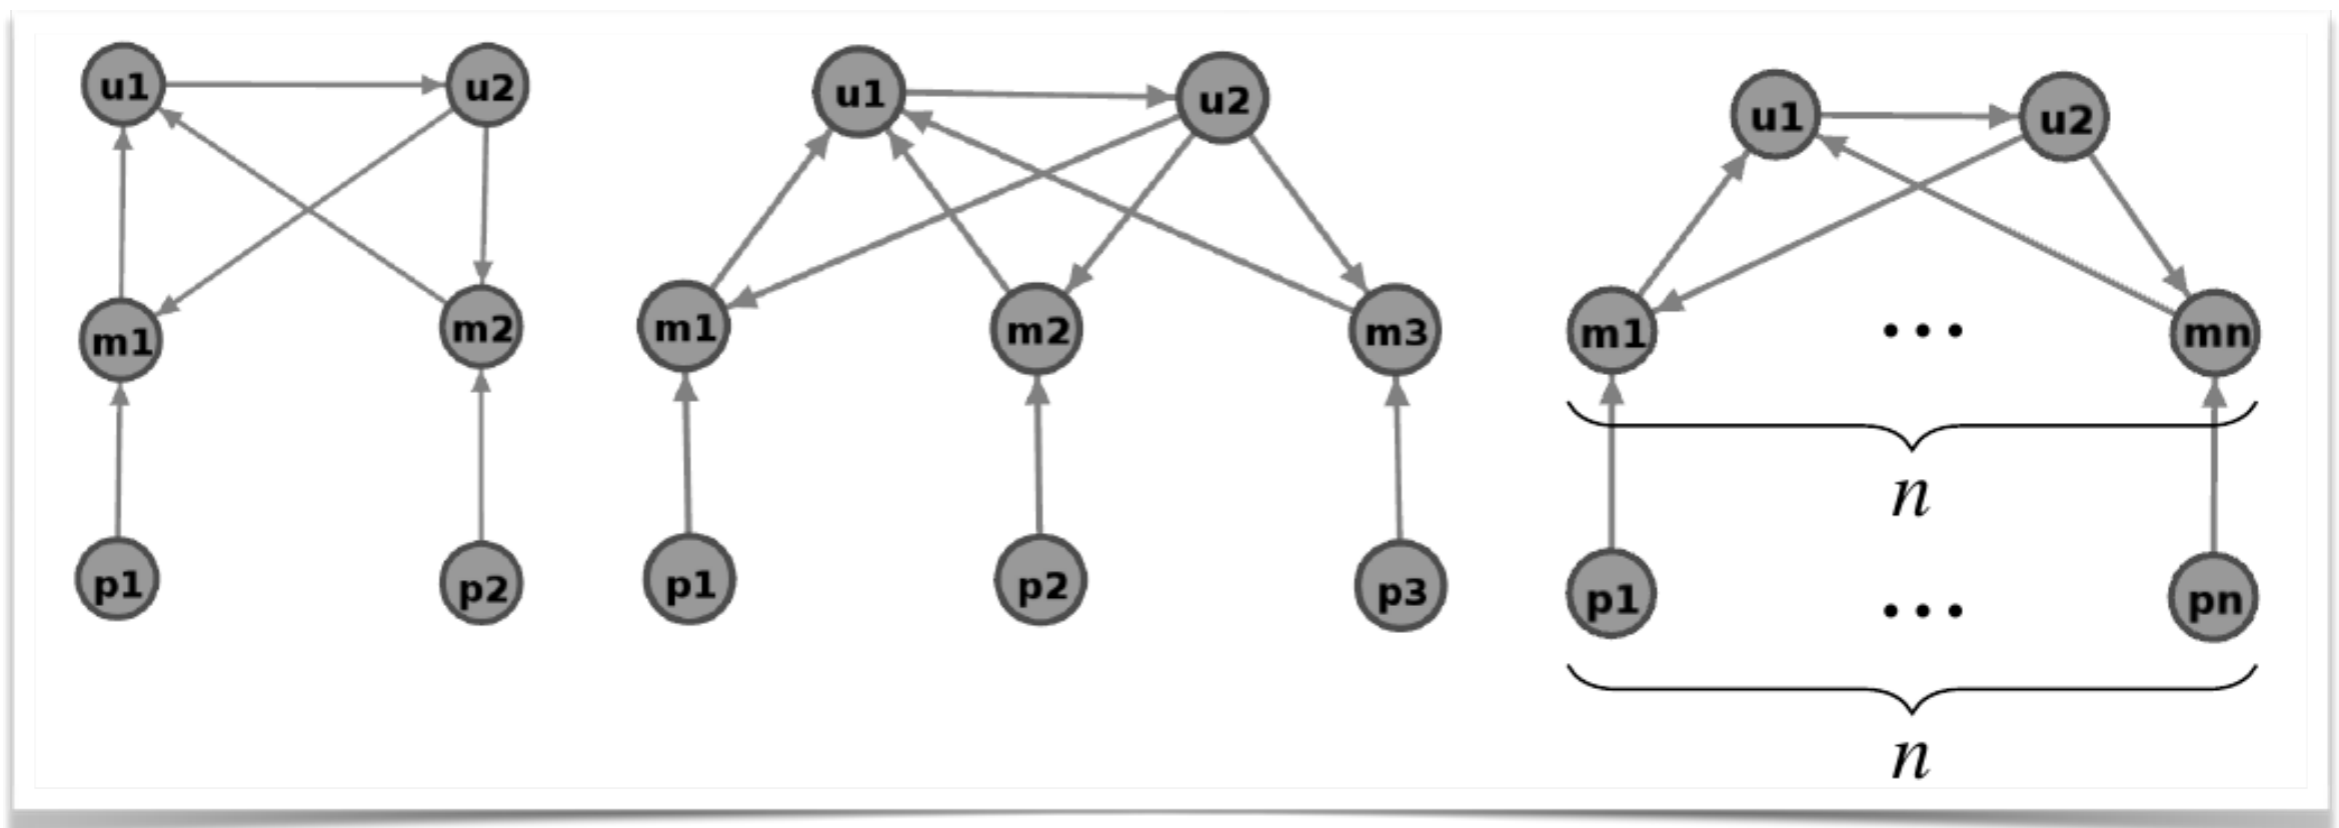 u1 u2 u1 u2 u1 u2
m1 m2 m1 m2 m3 m1 ... mn
n
p1 p2 p1 p2 p3 p1 ... pn
n